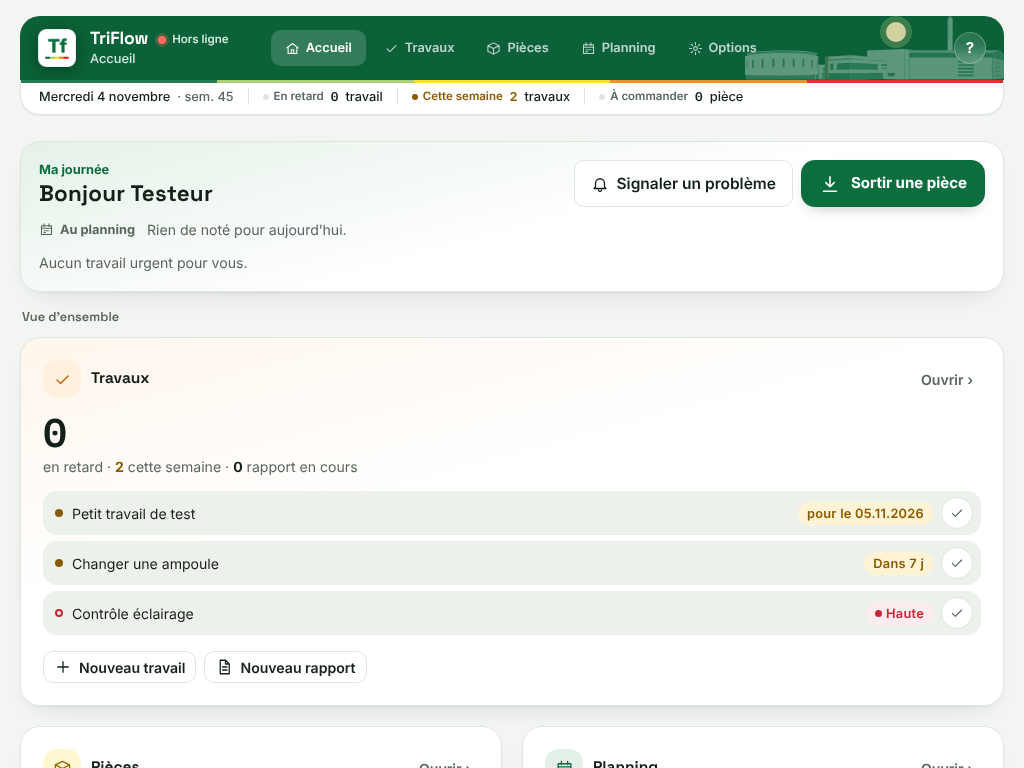 Tf
TriFlow
Hors ligne
Accueil
Accueil
Travaux
Pièces
Planning
Options
?
Mercredi 4 novembre · sem. 45
En retard 0 travail
Cette semaine 2 travaux
À commander 0 pièce
Ma journée
Bonjour Testeur
Signaler un problème
Sortir une pièce
Au planning Rien de noté pour aujourd’hui.
Aucun travail urgent pour vous.
Vue d’ensemble
Travaux
Ouvrir ›
0
en retard · 2 cette semaine · 0 rapport en cours
Petit travail de test
pour le 05.11.2026
Changer une ampoule
Dans 7 j
Contrôle éclairage
Haute
Nouveau travail
Nouveau rapport
Pièces
Ouvrir ›
Planning
Ouvrir ›